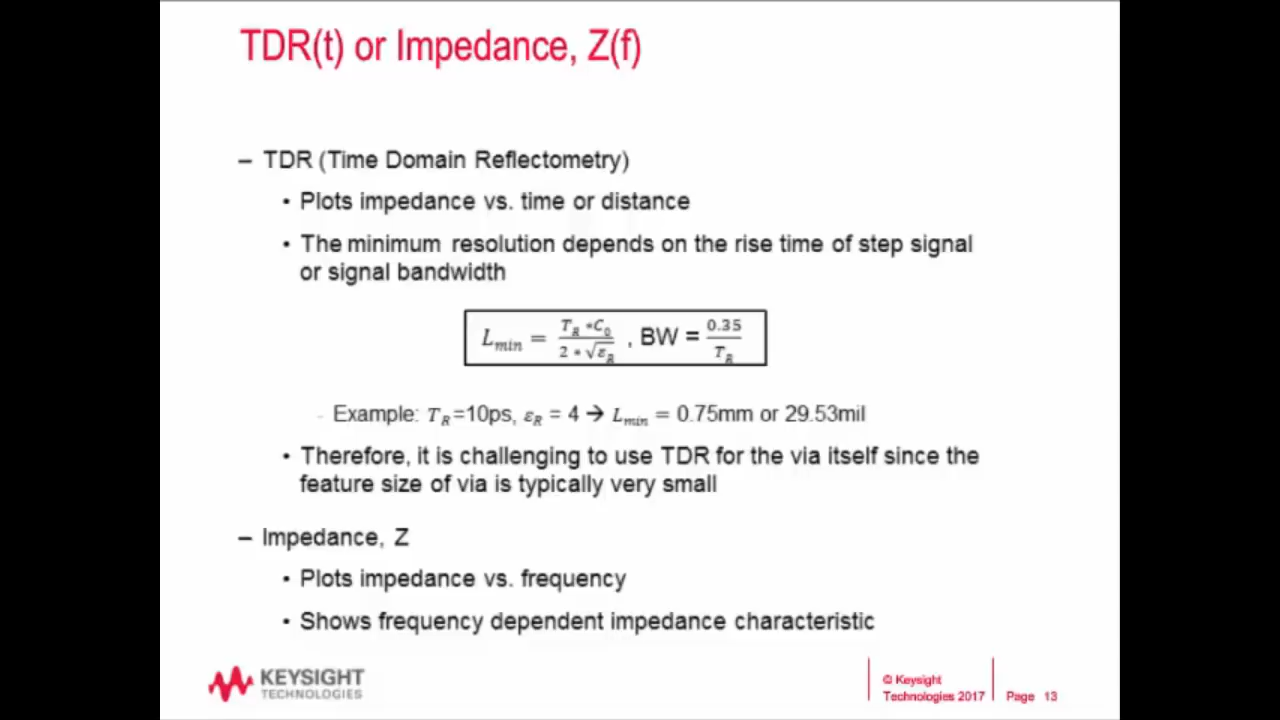 TDR(t) or Impedance, Z(f)
– TDR (Time Domain Reflectometry)
• Plots impedance vs. time or distance
• The minimum resolution depends on the rise time of step signal
or signal bandwidth
L_min = (T_R * C_0) / (2 * √ε_R) , BW = 0.35 / T_R
- Example: T_R=10ps, ε_R = 4 → L_min = 0.75mm or 29.53mil
• Therefore, it is challenging to use TDR for the via itself since the
feature size of via is typically very small
– Impedance, Z
• Plots impedance vs. frequency
• Shows frequency dependent impedance characteristic
KEYSIGHT
TECHNOLOGIES
© Keysight
Technologies 2017
Page 13